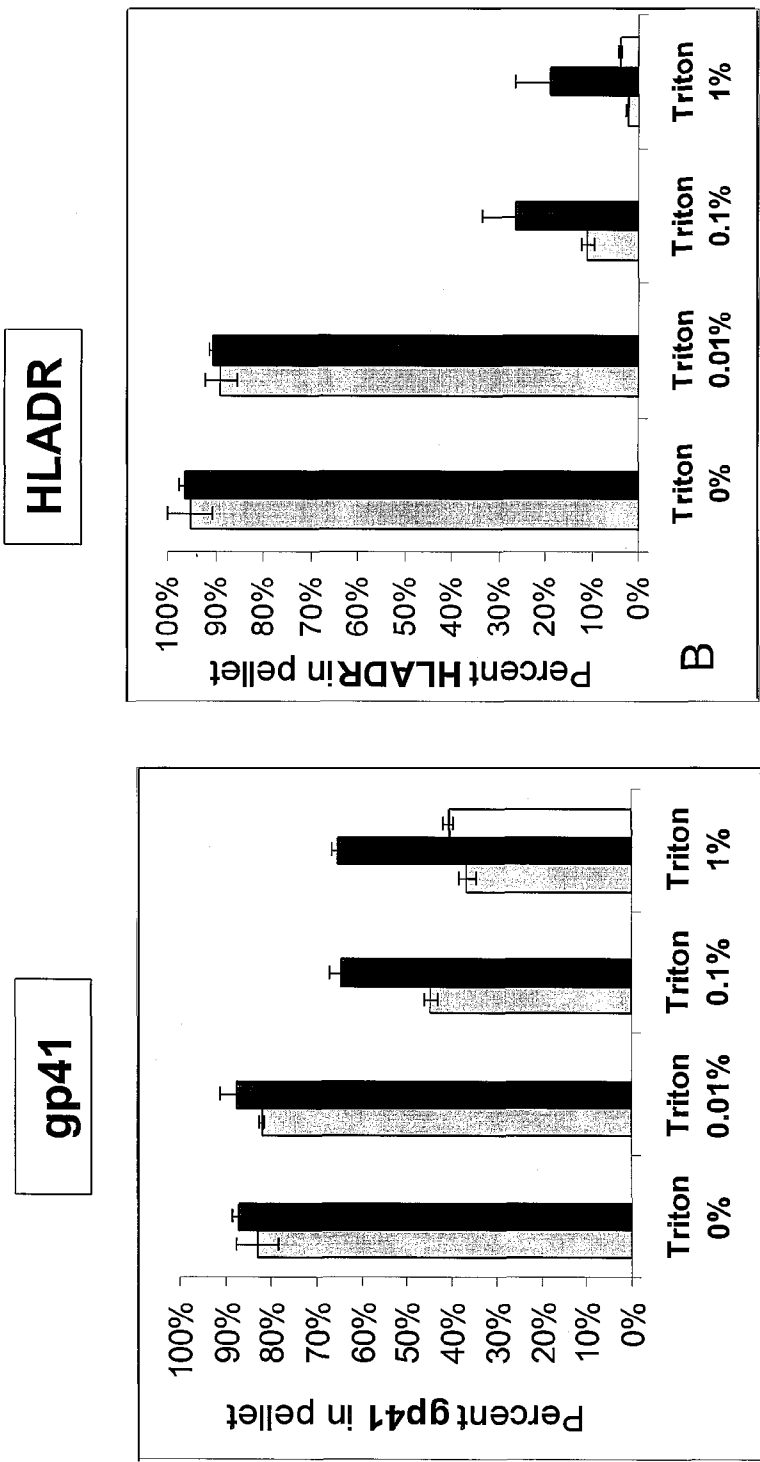 gp41
Percent gp41 in pellet
100%
90%
80%
70%
60%
50%
40%
30%
20%
10%
0%
Triton
0%
Triton
0.01%
Triton
0.1%
Triton
1%
HLADR
Percent HLADR in pellet
100%
90%
80%
70%
60%
50%
40%
30%
20%
10%
0%
Triton
0%
Triton
0.01%
Triton
0.1%
Triton
1%
B